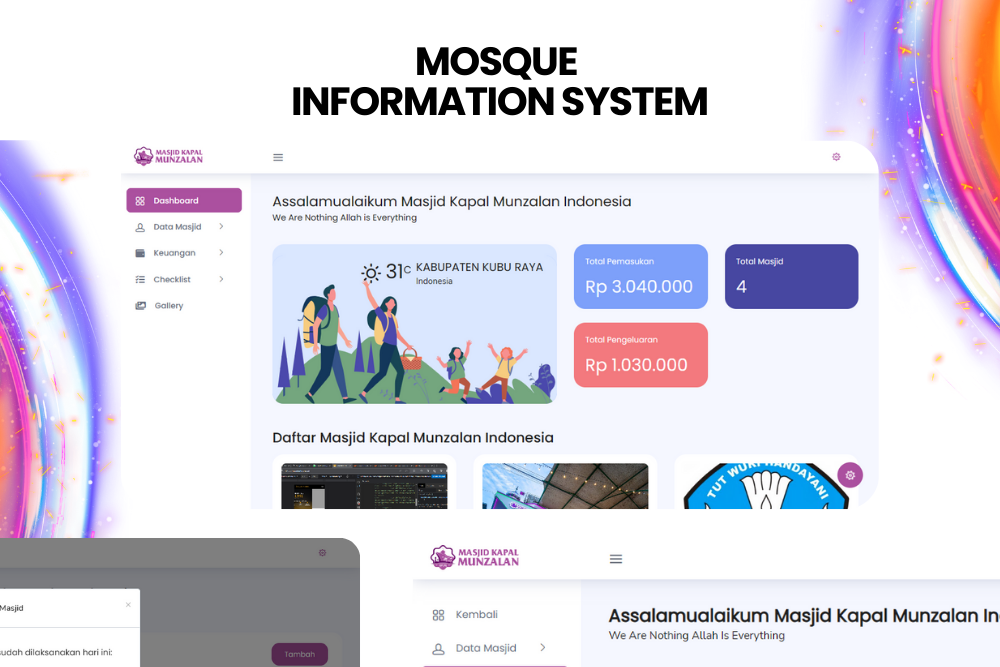 MOSQUE
INFORMATION SYSTEM
MASJID KAPAL
MUNZALAN
Dashboard
Data Masjid
Keuangan
Checklist
Gallery
Assalamualaikum Masjid Kapal Munzalan Indonesia
We Are Nothing Allah is Everything
31C KABUPATEN KUBU RAYA
Indonesia
Total Pemasukan
Rp 3.040.000
Total Masjid
4
Total Pengeluaran
Rp 1.030.000
Daftar Masjid Kapal Munzalan Indonesia
TUT WURI HANDAYANI
Masjid
×
sudah dilaksanakan hari ini:
Tambah
MASJID KAPAL
MUNZALAN
Kembali
Data Masjid
Assalamualaikum Masjid Kapal Munzalan In
We Are Nothing Allah Is Everything